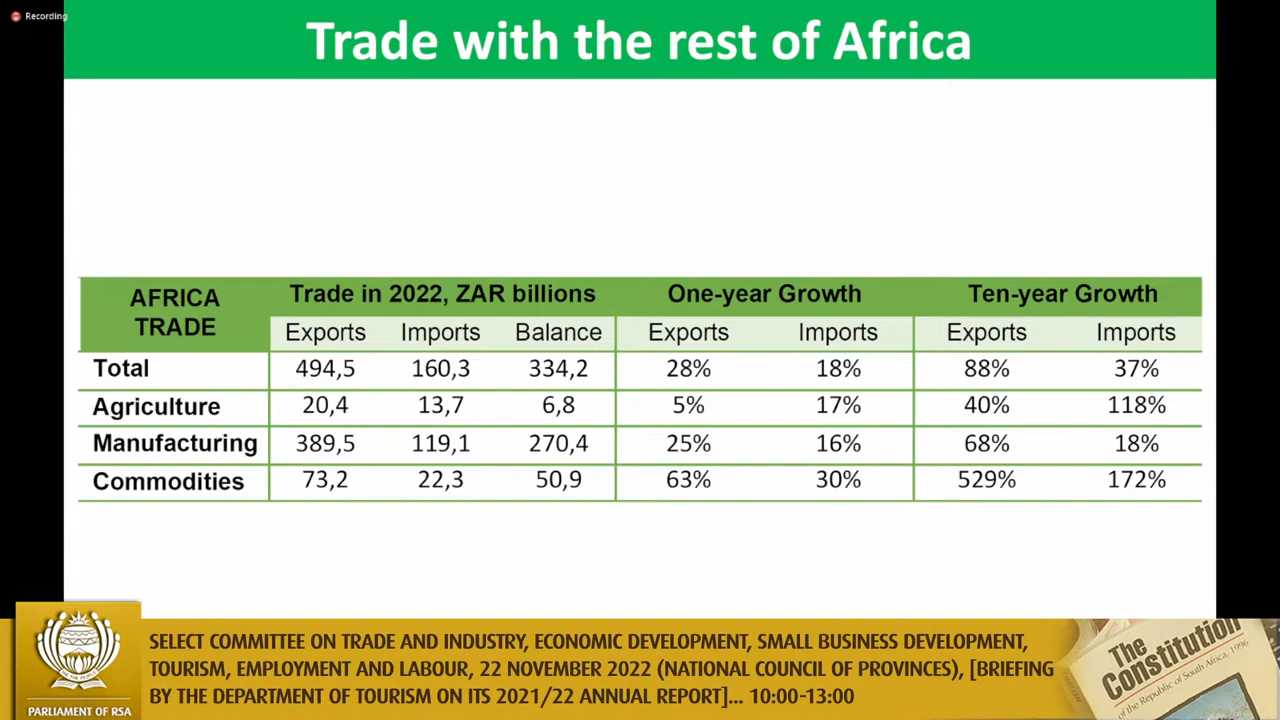 Recording
Trade with the rest of Africa
AFRICA TRADE Trade in 2022, ZAR billions One-year Growth Ten-year Growth
Exports Imports Balance Exports Imports Exports Imports
Total 494,5 160,3 334,2 28% 18% 88% 37%
Agriculture 20,4 13,7 6,8 5% 17% 40% 118%
Manufacturing 389,5 119,1 270,4 25% 16% 68% 18%
Commodities 73,2 22,3 50,9 63% 30% 529% 172%
SELECT COMMITTEE ON TRADE AND INDUSTRY, ECONOMIC DEVELOPMENT, SMALL BUSINESS DEVELOPMENT,
TOURISM, EMPLOYMENT AND LABOUR, 22 NOVEMBER 2022 (NATIONAL COUNCIL OF PROVINCES), [BRIEFING
BY THE DEPARTMENT OF TOURISM ON ITS 2021/22 ANNUAL REPORT]... 10:00-13:00
PARLIAMENT OF RSA
The
Constitution
of the Republic of South Africa, 1996